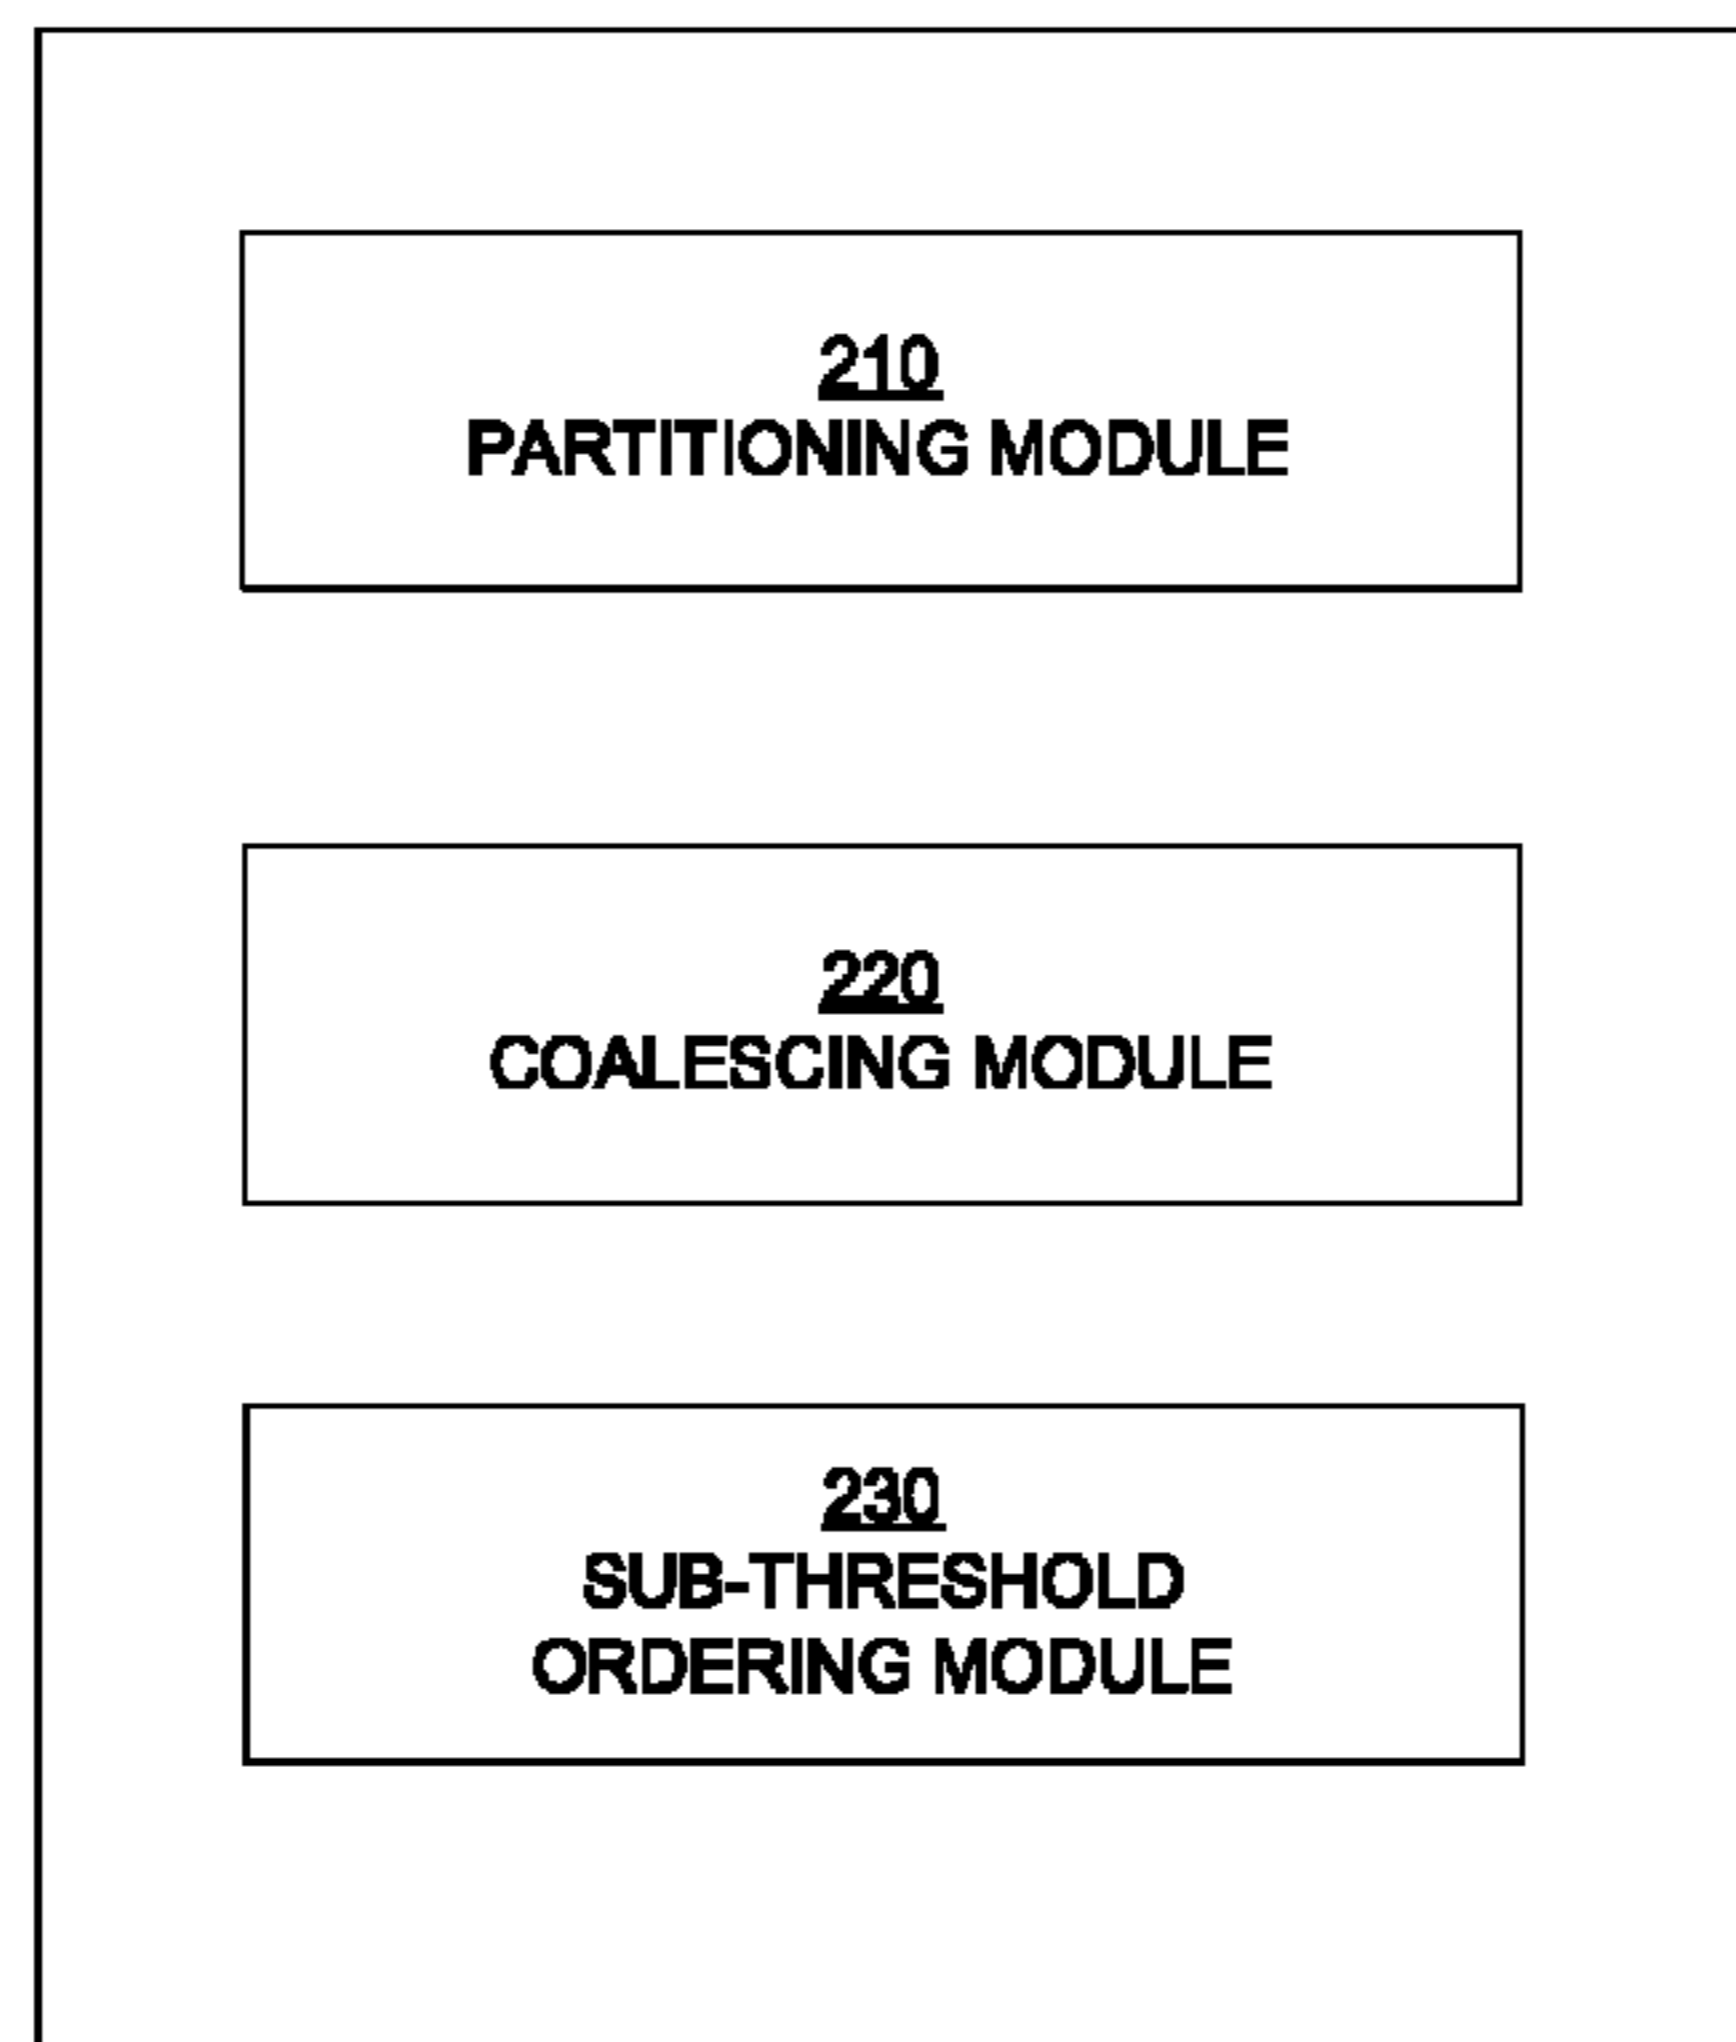 210
PARTITIONING MODULE
220
COALESCING MODULE
230
SUB-THRESHOLD
ORDERING MODULE